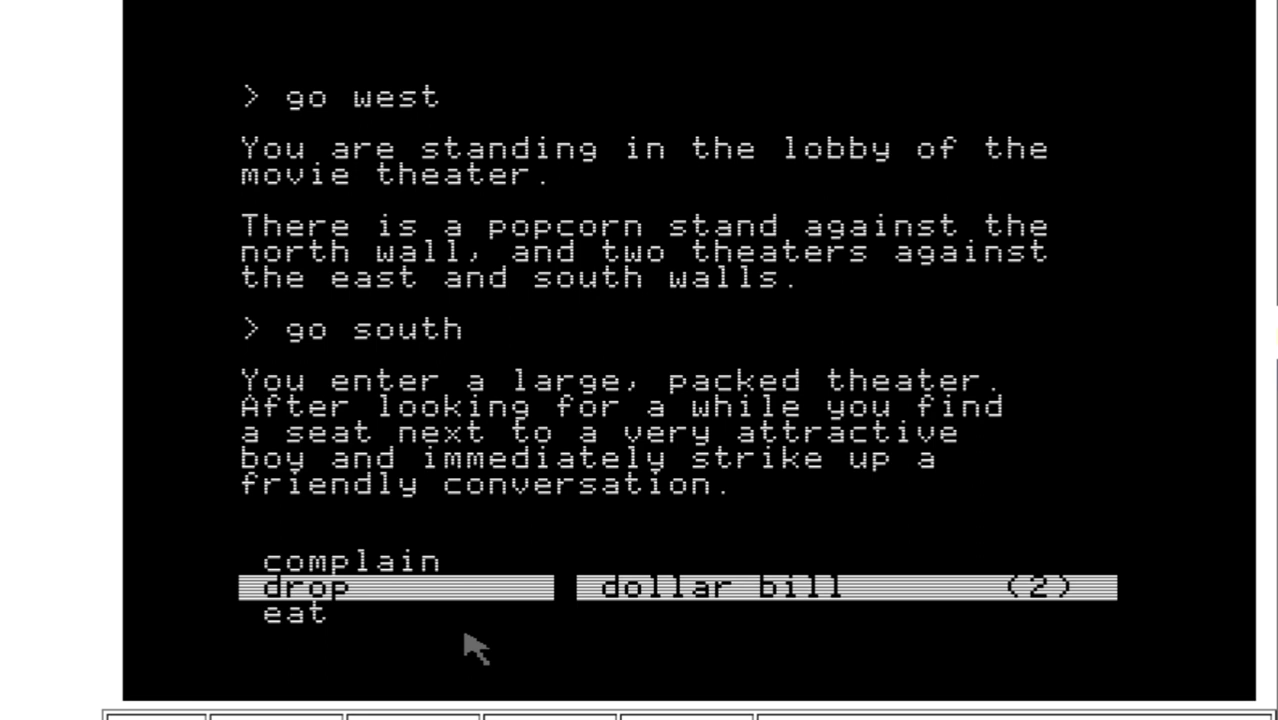 > go west
You are standing in the lobby of the
movie theater.
There is a popcorn stand against the
north wall, and two theaters against
the east and south walls.
> go south
You enter a large, packed theater.
After looking for a while you find
a seat next to a very attractive
boy and immediately strike up a
friendly conversation.
complain
drop dollar bill (2)
eat